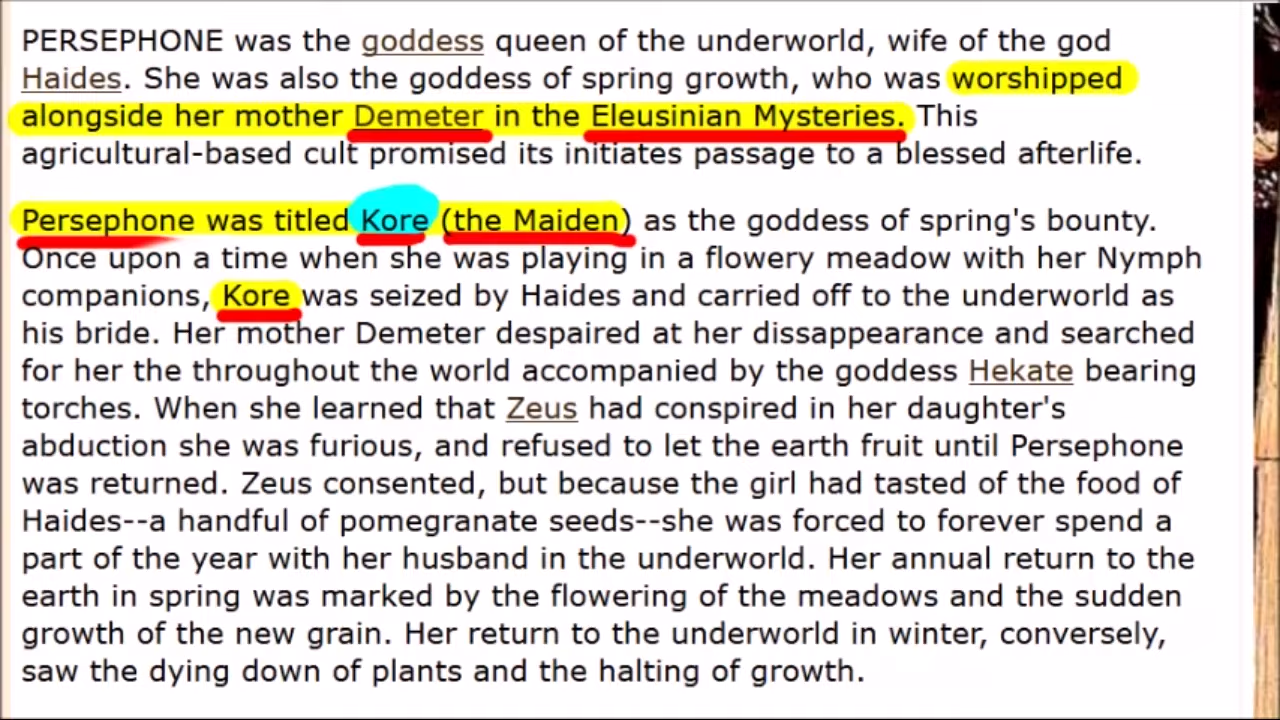 PERSEPHONE was the goddess queen of the underworld, wife of the god
Haides. She was also the goddess of spring growth, who was worshipped
alongside her mother Demeter in the Eleusinian Mysteries. This
agricultural-based cult promised its initiates passage to a blessed afterlife.
Persephone was titled Kore (the Maiden) as the goddess of spring's bounty.
Once upon a time when she was playing in a flowery meadow with her Nymph
companions, Kore was seized by Haides and carried off to the underworld as
his bride. Her mother Demeter despaired at her dissappearance and searched
for her the throughout the world accompanied by the goddess Hekate bearing
torches. When she learned that Zeus had conspired in her daughter's
abduction she was furious, and refused to let the earth fruit until Persephone
was returned. Zeus consented, but because the girl had tasted of the food of
Haides--a handful of pomegranate seeds--she was forced to forever spend a
part of the year with her husband in the underworld. Her annual return to the
earth in spring was marked by the flowering of the meadows and the sudden
growth of the new grain. Her return to the underworld in winter, conversely,
saw the dying down of plants and the halting of growth.